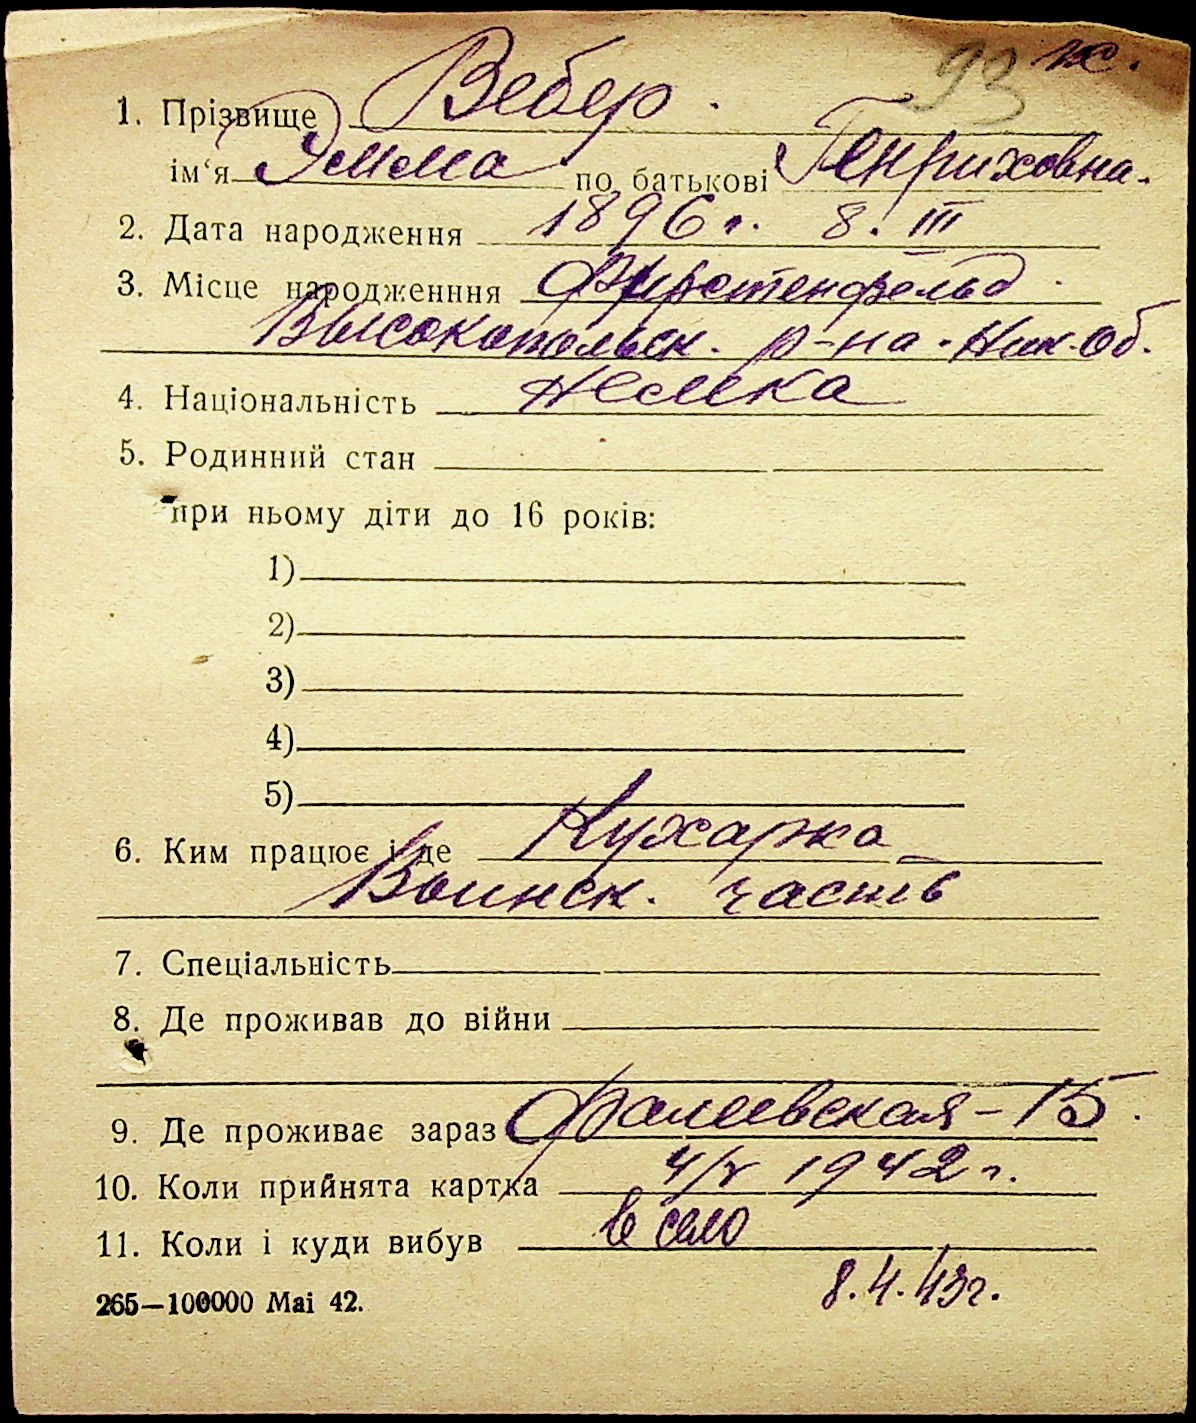 93 ж.
1. Прізвище Вебер.
ім‘я Эмма по батькові Генриховна.
2. Дата народження 1896 г. 8. III
3. Місце народженння Фирстенфельд
Высокопольск. р-на. Ник. Об.
4. Національність немка
5. Родинний стан
при ньому діти до 16 років:
1)
2)
3)
4)
5)
6. Ким працює і де Кухарка
Воинск. часть
7. Спеціальність
8. Де проживав до війни
9. Де проживає зараз Фалеевская – 15.
10. Коли прийнята картка 4/V 1942 г.
11. Коли і куди вибув в село
8.4.43г.
265—100000 Mai 42.